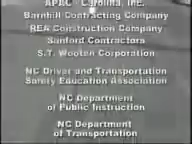 APAC - Carolina, Inc.
Barnhill Contracting Company
REA Construction Company
Sanford Contractors
S.T. Wooten Corporation
NC Driver and Transportation
Safety Education Association
NC Department
of Public Instruction
NC Department
of Transportation